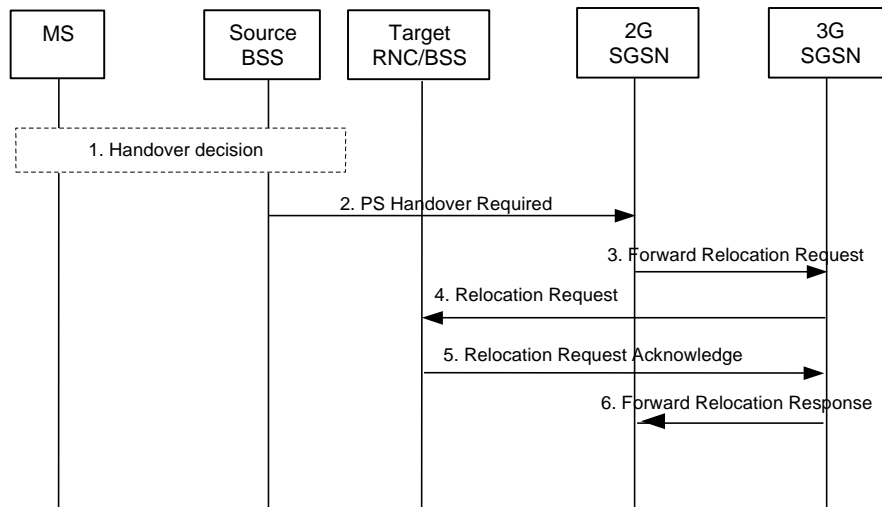 MS
Source
BSS
Target
RNC/BSS
2G
SGSN
3G
SGSN
1. Handover decision
2. PS Handover Required
3. Forward Relocation Request
4. Relocation Request
5. Relocation Request Acknowledge
6. Forward Relocation Response